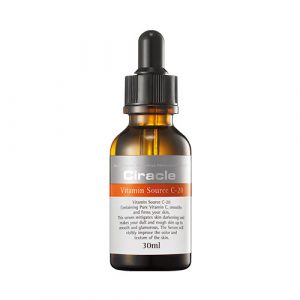 Ciracle
Vitamin Source C-20
Vitamin Source C-20
Containing Pure Vitamin C, smooths
and firms your skin.
This serum mitigates skin darkening and
makes your dull and rough skin up to
smooth and glamorous. The Serum will
visibly improve the color and
texture of the skin.
30ml